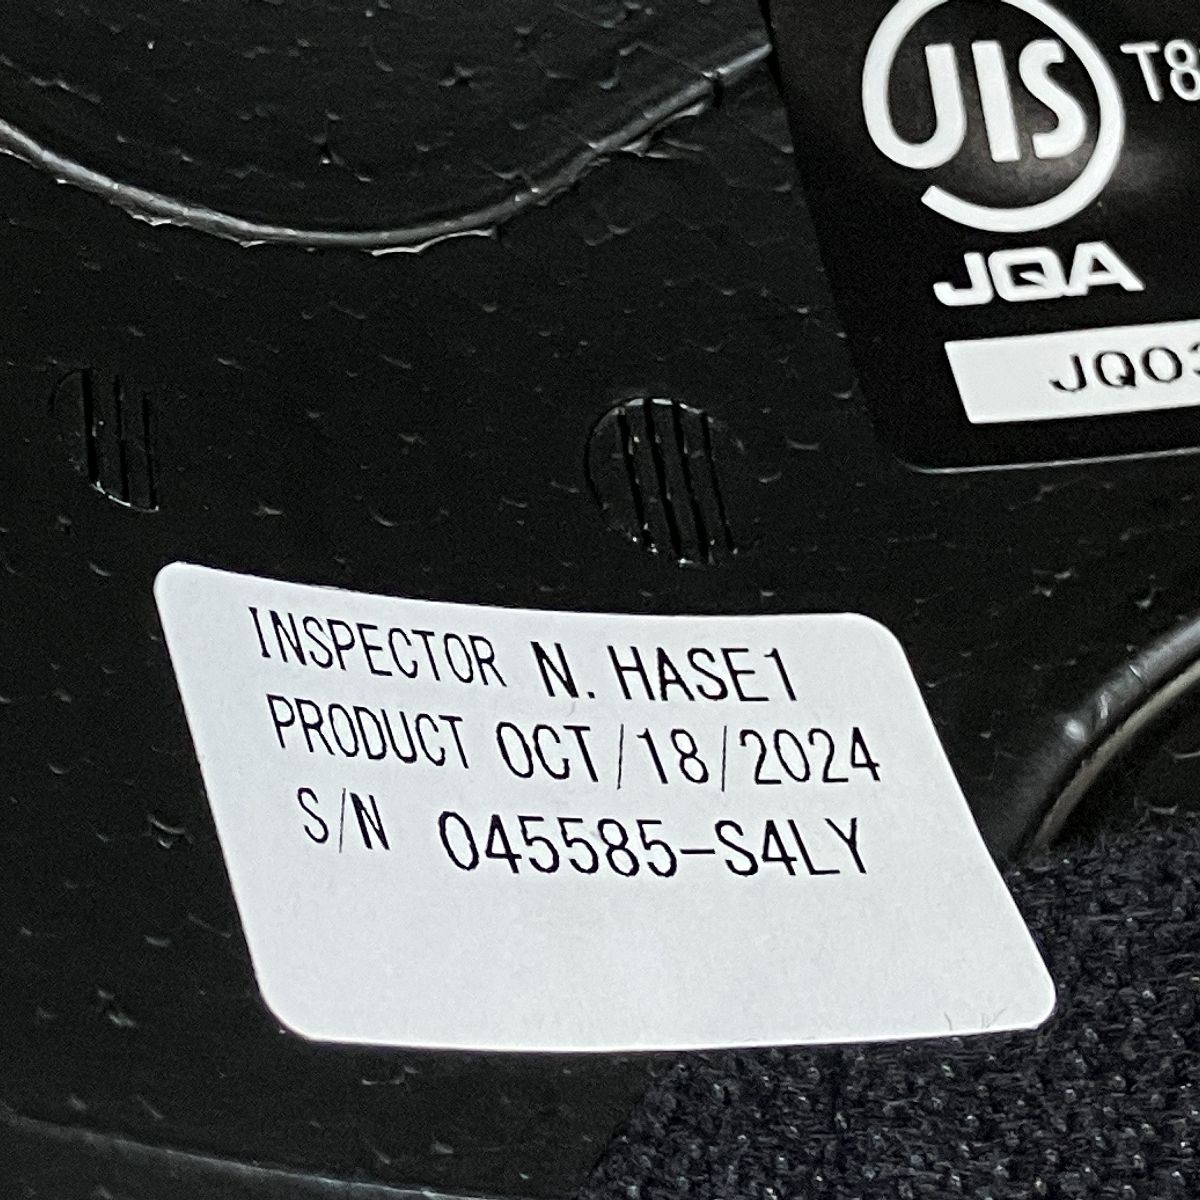 JIS T8
JQA
JQ03
INSPECTOR N. HASE1
PRODUCT OCT/18/2024
S/N 045585-S4LY